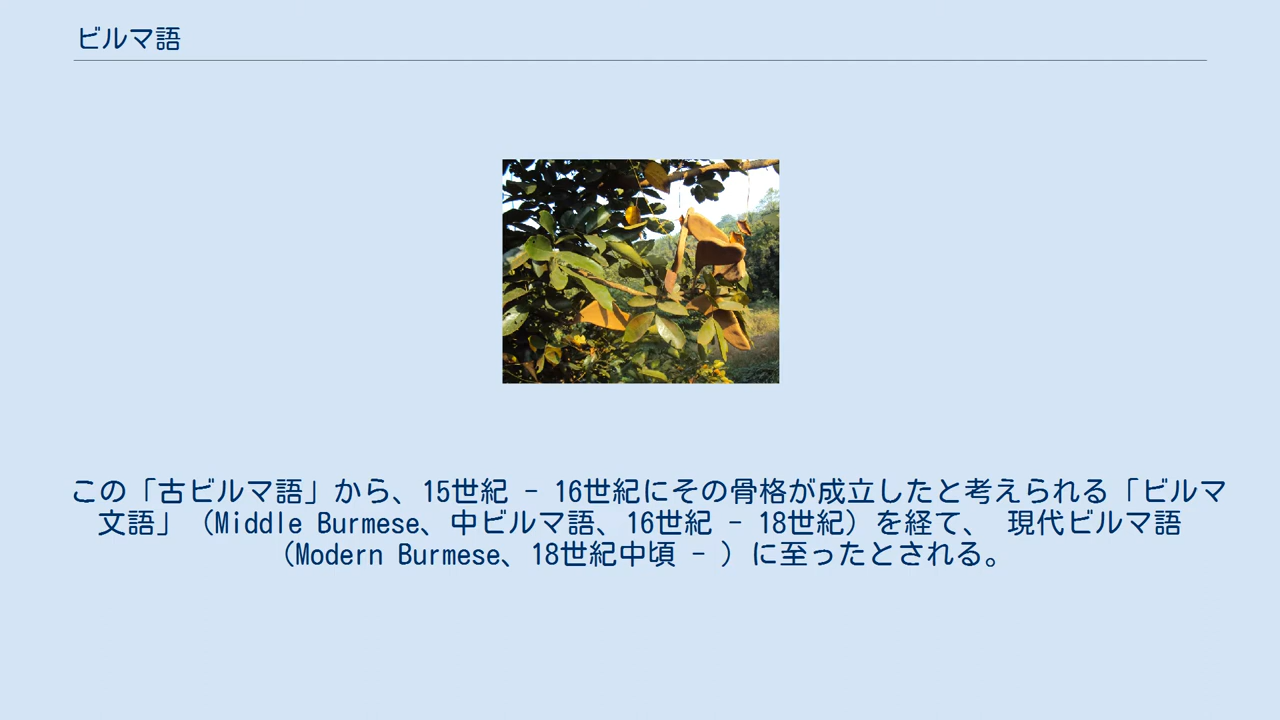 ビルマ語
この「古ビルマ語」から、15世紀 - 16世紀にその骨格が成立したと考えられる「ビルマ
文語」（Middle Burmese、中ビルマ語、16世紀 - 18世紀）を経て、 現代ビルマ語
（Modern Burmese、18世紀中頃 - ）に至ったとされる。